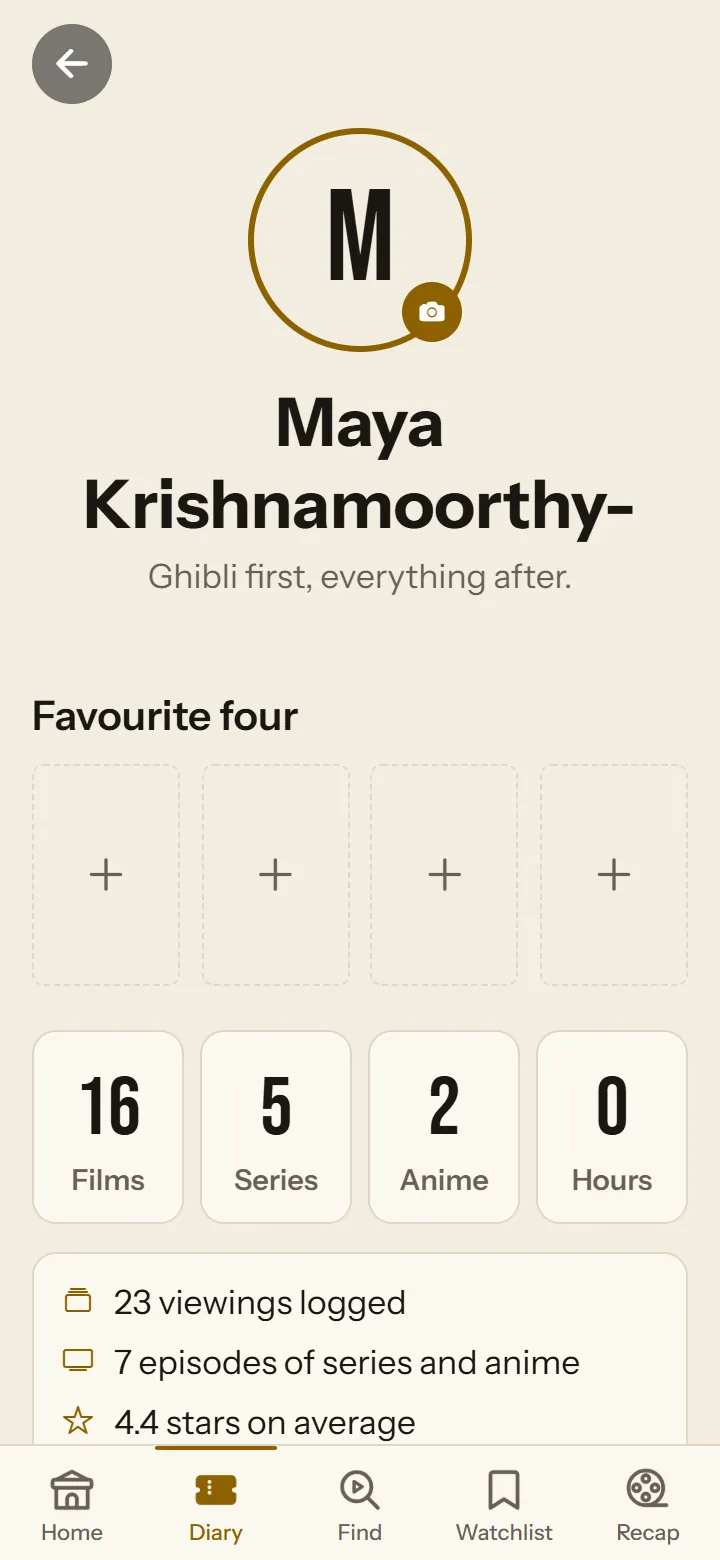 M
Maya
Krishnamoorthy-
Ghibli first, everything after.
Favourite four
16
Films
5
Series
2
Anime
0
Hours
23 viewings logged
7 episodes of series and anime
4.4 stars on average
Home
Diary
Find
Watchlist
Recap